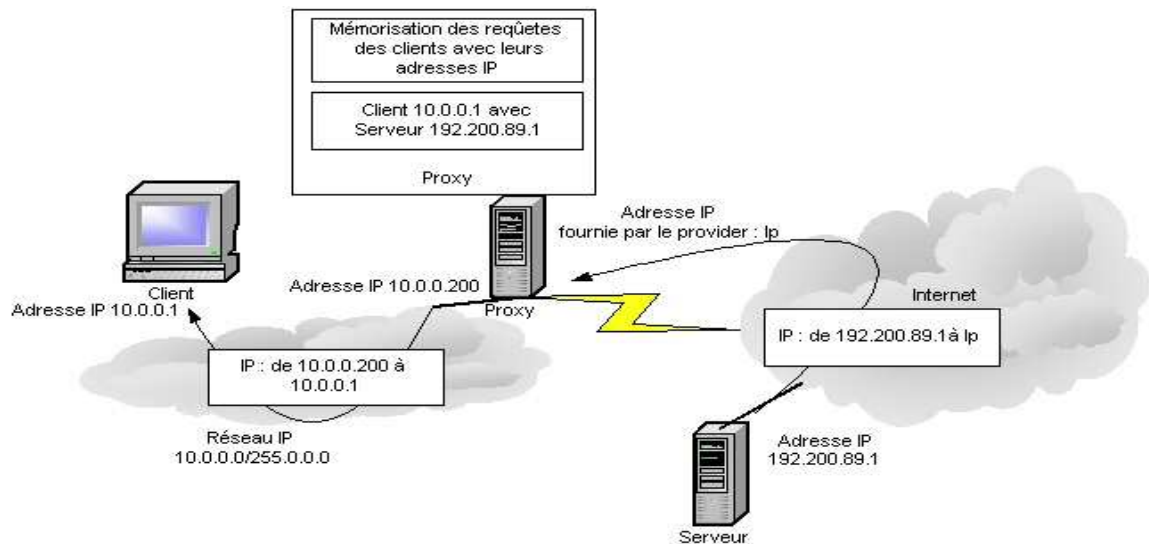 Mémorisation des reqûetes
des clients avec leurs
adresses IP
Client 10.0.0.1 avec
Serveur 192.200.89.1
Proxy
Adresse IP
fournie par le provider : Ip
Client
Adresse IP 10.0.0.1
Adresse IP 10.0.0.200
Proxy
Internet
IP : de 192.200.89.1à Ip
IP : de 10.0.0.200 à
10.0.0.1
Réseau IP
10.0.0.0/255.0.0.0
Adresse IP
192.200.89.1
Serveur